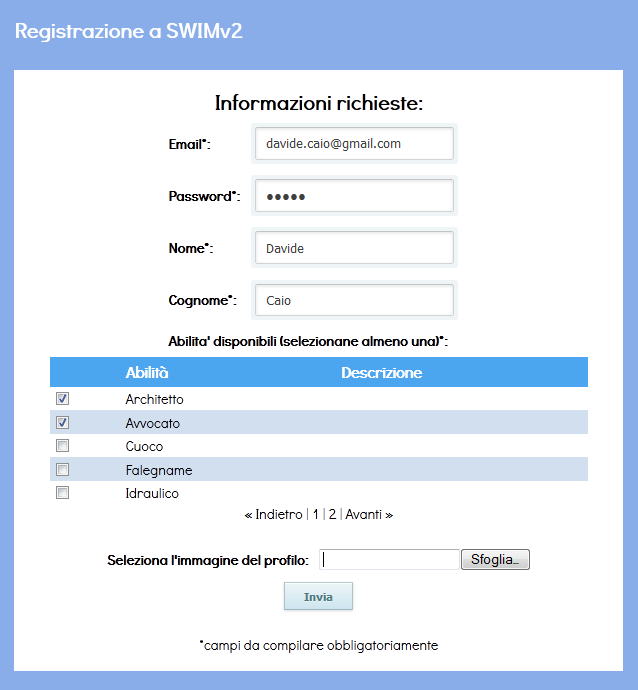 Registrazione a SWIMv2
Informazioni richieste:
Email*: davide.caio@gmail.com
Password*: •••••
Nome*: Davide
Cognome*: Caio
Abilita' disponibili (selezionane almeno una)*:
Abilità Descrizione
Architetto
Avvocato
Cuoco
Falegname
Idraulico
« Indietro | 1 | 2 | Avanti »
Seleziona l'immagine del profilo: Sfoglia...
Invia
*campi da compilare obbligatoriamente